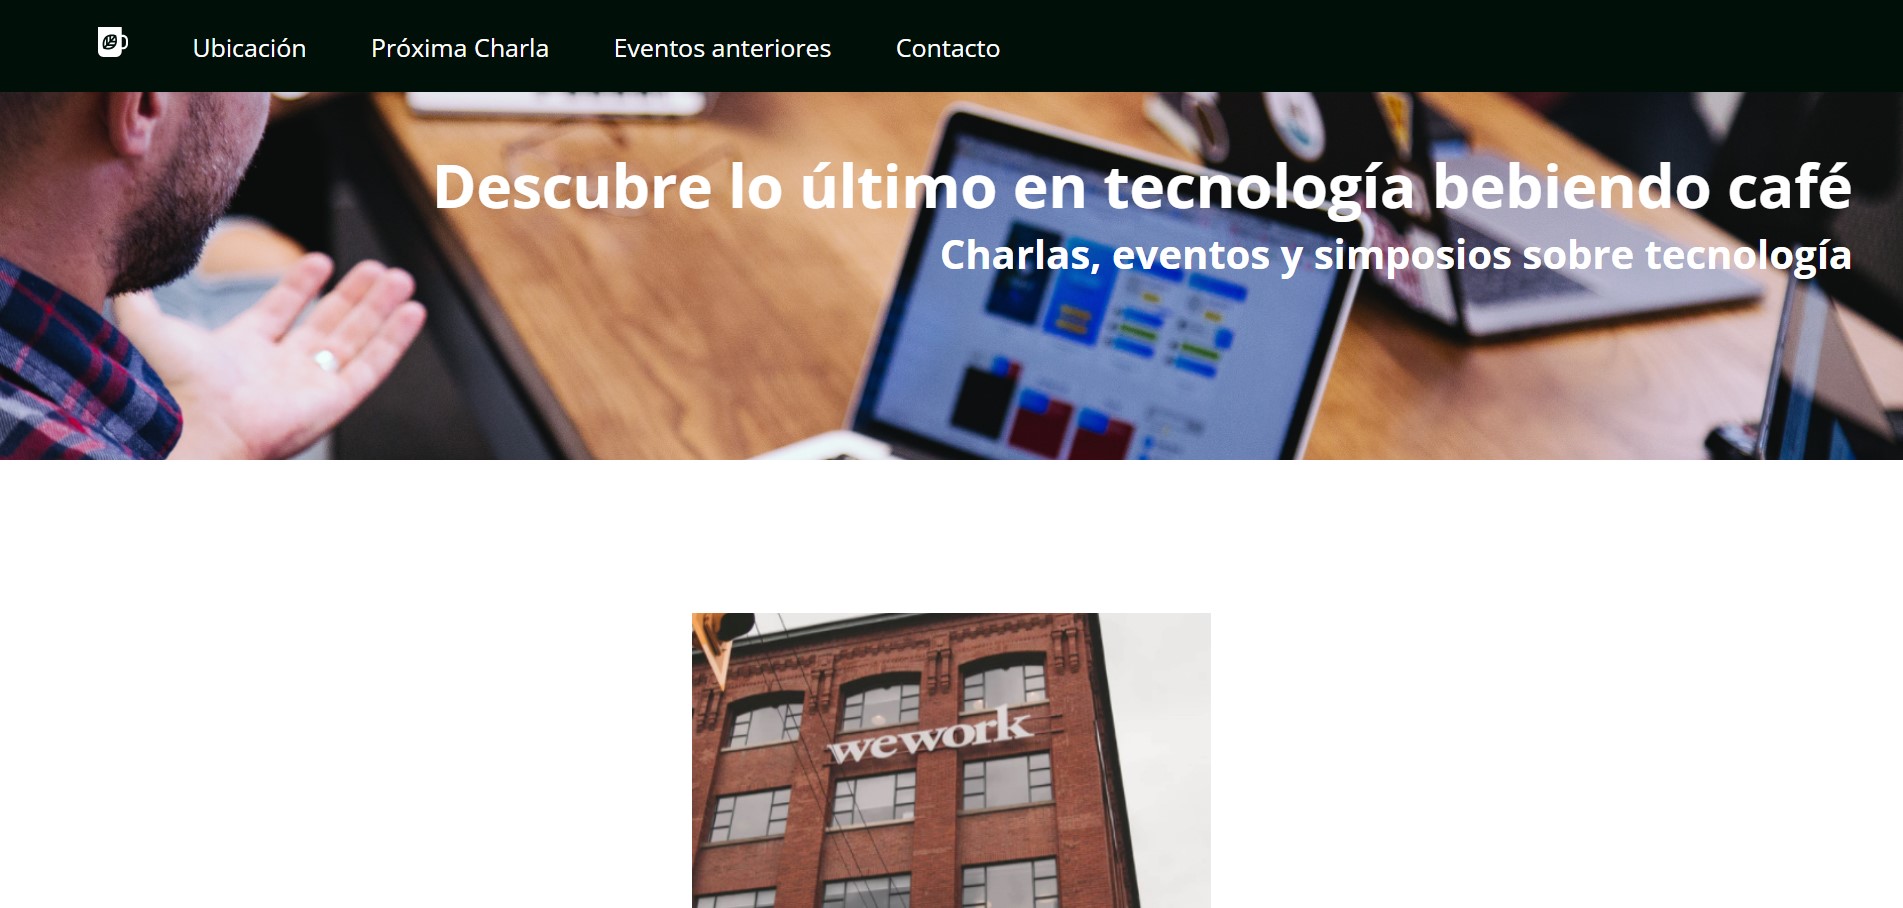 Ubicación Próxima Charla Eventos anteriores Contacto
Descubre lo último en tecnología bebiendo café
Charlas, eventos y simposios sobre tecnología
wework